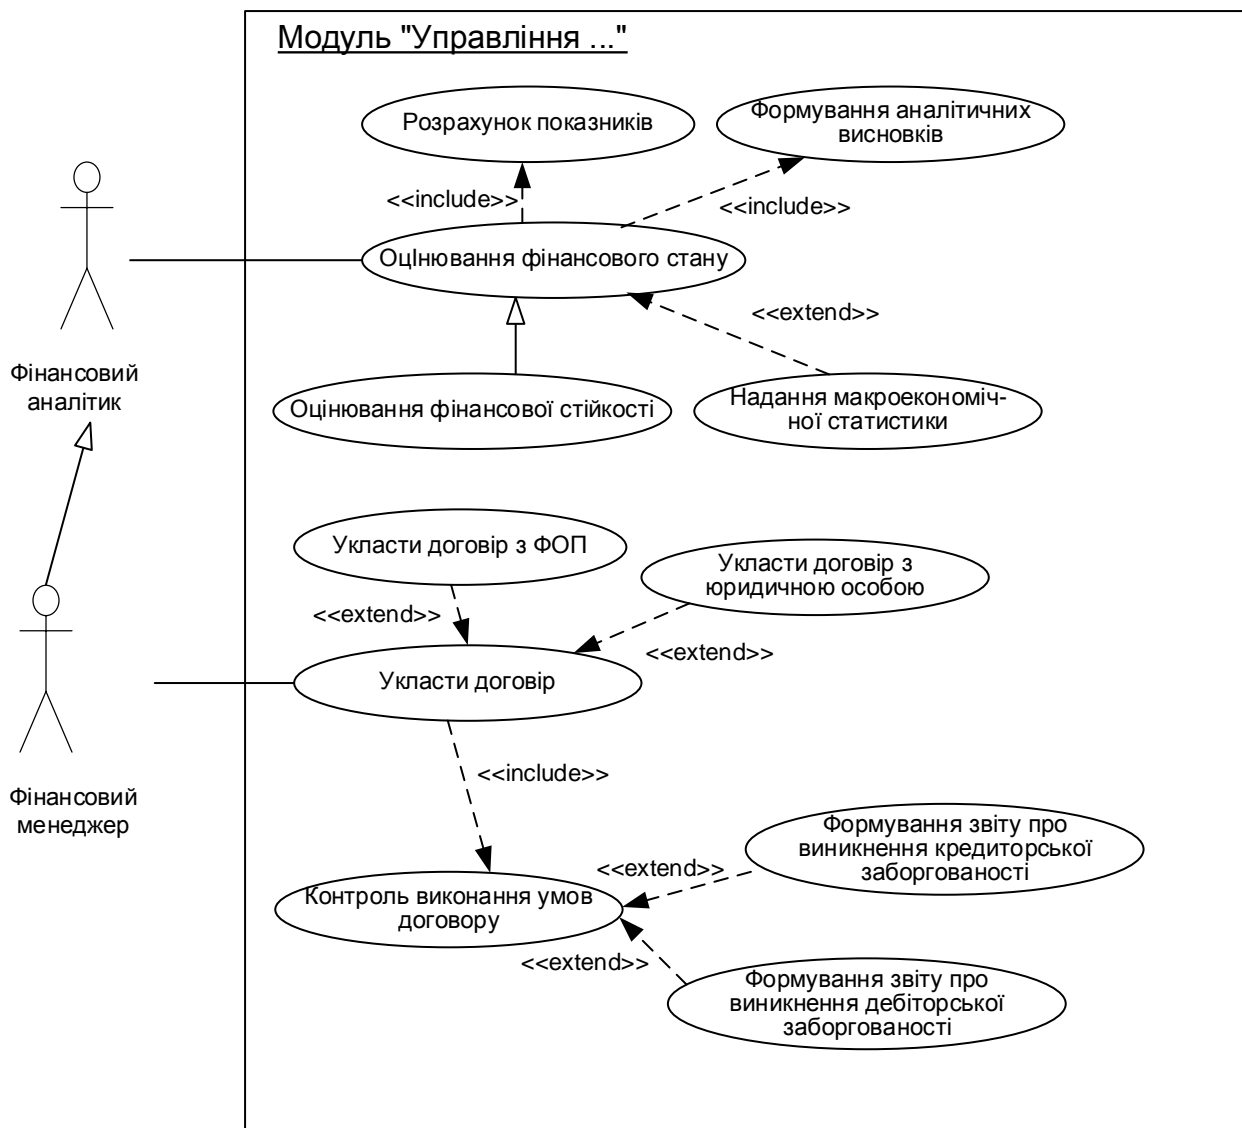 Модуль "Управління ..."
Розрахунок показників
Формування аналітичних
висновків
<<include>>
<<include>>
ОцІнювання фінансового стану
<<extend>>
Фінансовий
аналітик
Оцінювання фінансової стійкості
Надання макроекономіч-
ної статистики
Укласти договір з ФОП
Укласти договір з
юридичною особою
<<extend>>
<<extend>>
Укласти договір
<<include>>
Фінансовий
менеджер
Формування звіту про
виникнення кредиторської
заборгованості
<<extend>>
Контроль виконання умов
договору
<<extend>>
Формування звіту про
виникнення дебіторської
заборгованості